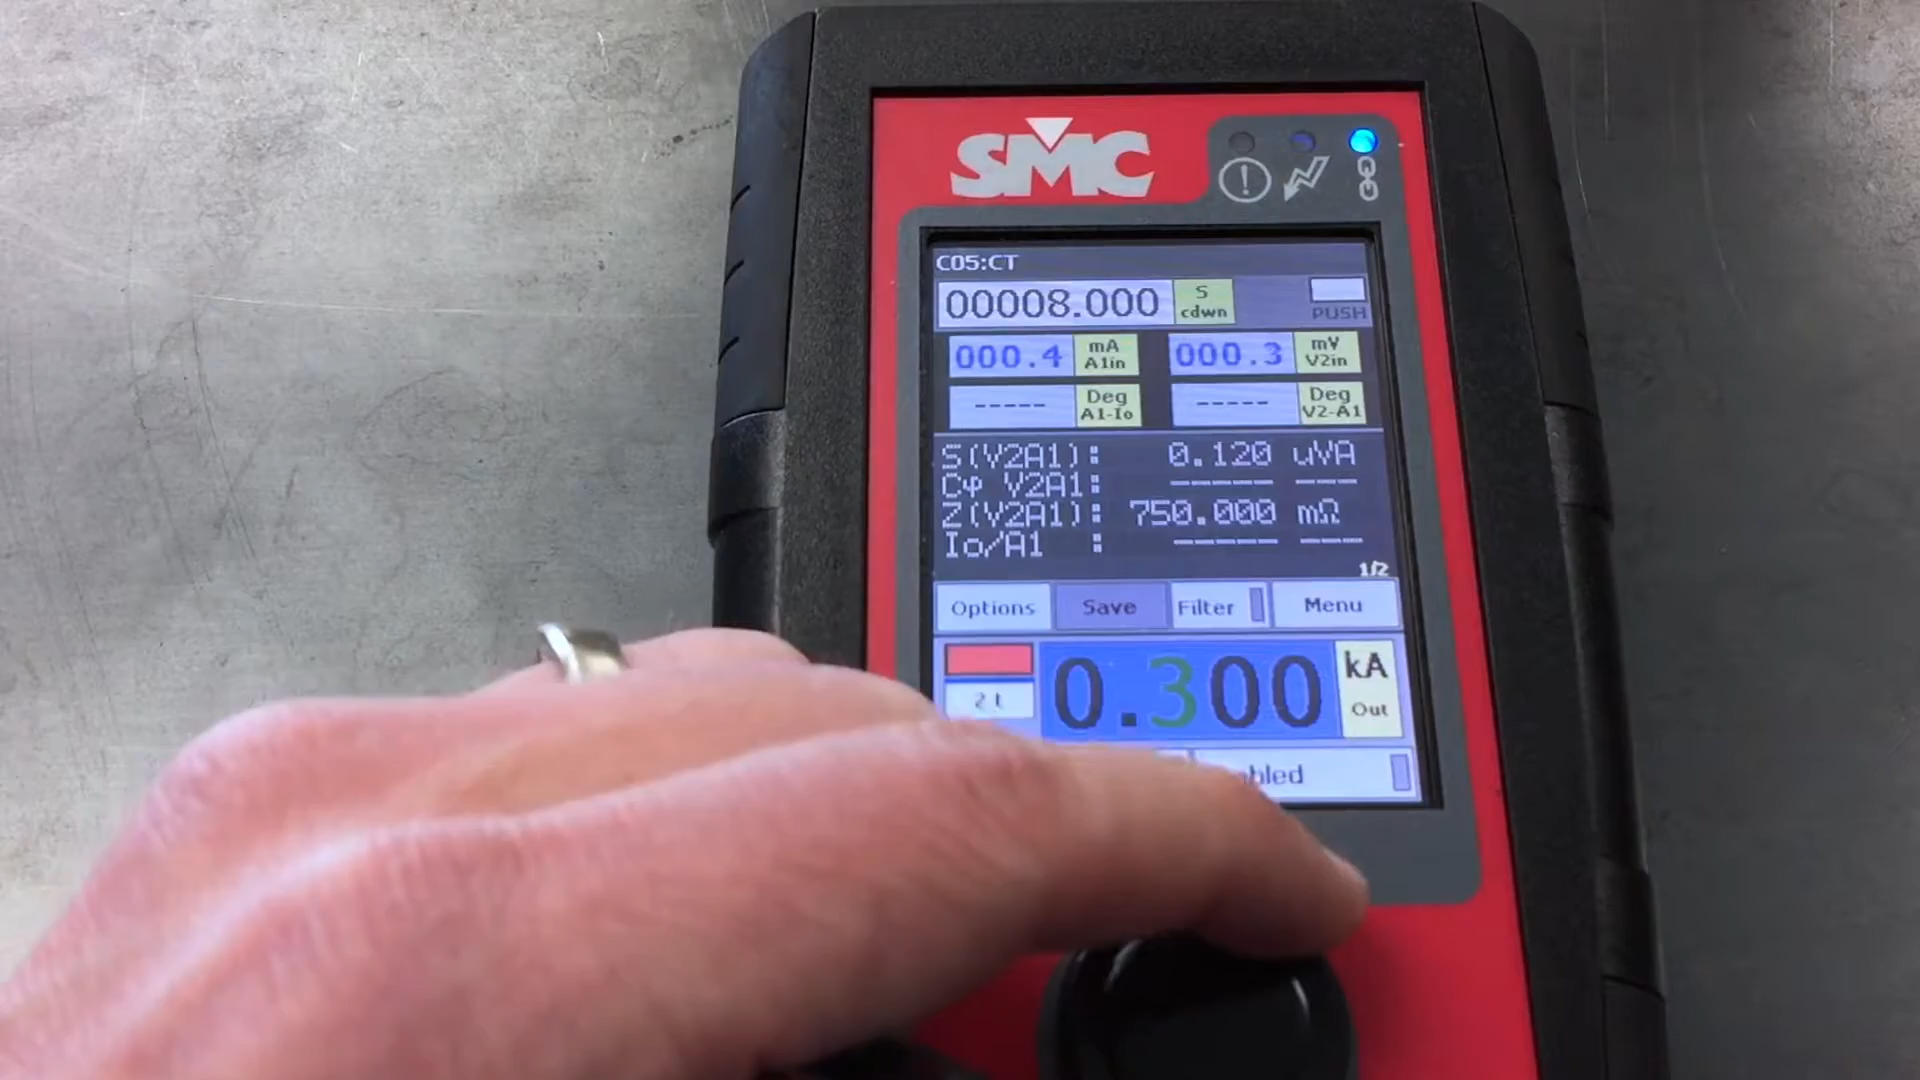 SMC
C05:CT
00008.000 S cdwn PUSH
000.4 mA A1in 000.3 mV V2in
----- Deg A1-Io ----- Deg V2-A1
S(V2A1): 0.120 uVA
Cφ V2A1: ------ ----
Z(V2A1): 750.000 mΩ
Io/A1 : ------ ----
1/2
Options Save Filter Menu
2 t 0.300 kA Out